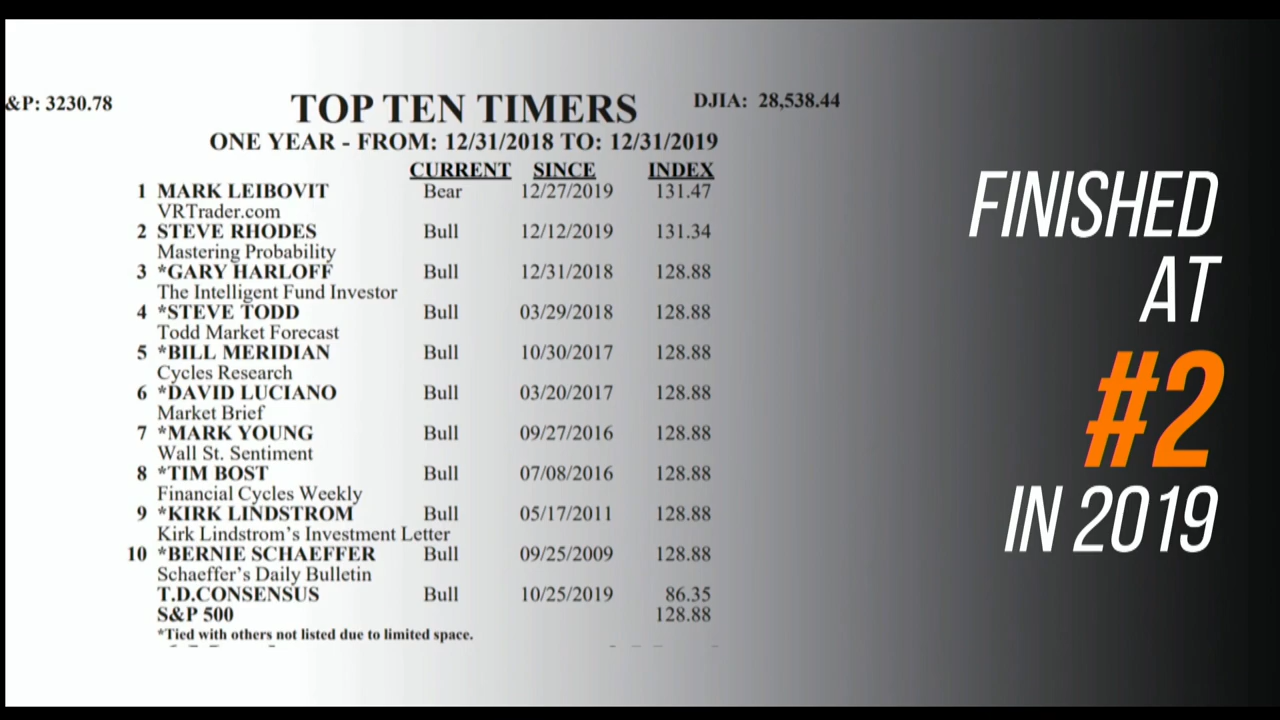 &P: 3230.78
TOP TEN TIMERS
DJIA: 28,538.44
ONE YEAR - FROM: 12/31/2018 TO: 12/31/2019
CURRENT SINCE INDEX
1 MARK LEIBOVIT Bear 12/27/2019 131.47
VRTrader.com
2 STEVE RHODES Bull 12/12/2019 131.34
Mastering Probability
3 *GARY HARLOFF Bull 12/31/2018 128.88
The Intelligent Fund Investor
4 *STEVE TODD Bull 03/29/2018 128.88
Todd Market Forecast
5 *BILL MERIDIAN Bull 10/30/2017 128.88
Cycles Research
6 *DAVID LUCIANO Bull 03/20/2017 128.88
Market Brief
7 *MARK YOUNG Bull 09/27/2016 128.88
Wall St. Sentiment
8 *TIM BOST Bull 07/08/2016 128.88
Financial Cycles Weekly
9 *KIRK LINDSTROM Bull 05/17/2011 128.88
Kirk Lindstrom's Investment Letter
10 *BERNIE SCHAEFFER Bull 09/25/2009 128.88
Schaeffer's Daily Bulletin
T.D.CONSENSUS Bull 10/25/2019 86.35
S&P 500 128.88
*Tied with others not listed due to limited space.
FINISHED
AT
#2
IN 2019